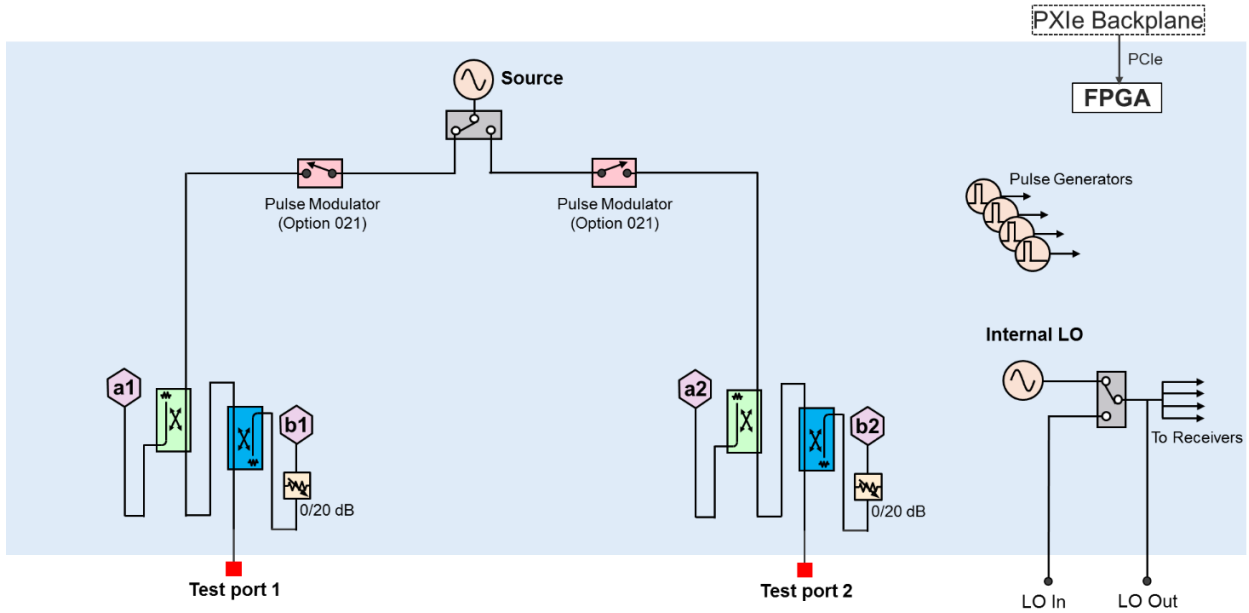 PXIe Backplane
PCIe
FPGA
Source
Pulse Modulator
(Option 021)
Pulse Modulator
(Option 021)
Pulse Generators
Internal LO
a1
b1
a2
b2
To Receivers
0/20 dB
0/20 dB
Test port 1
Test port 2
LO In
LO Out